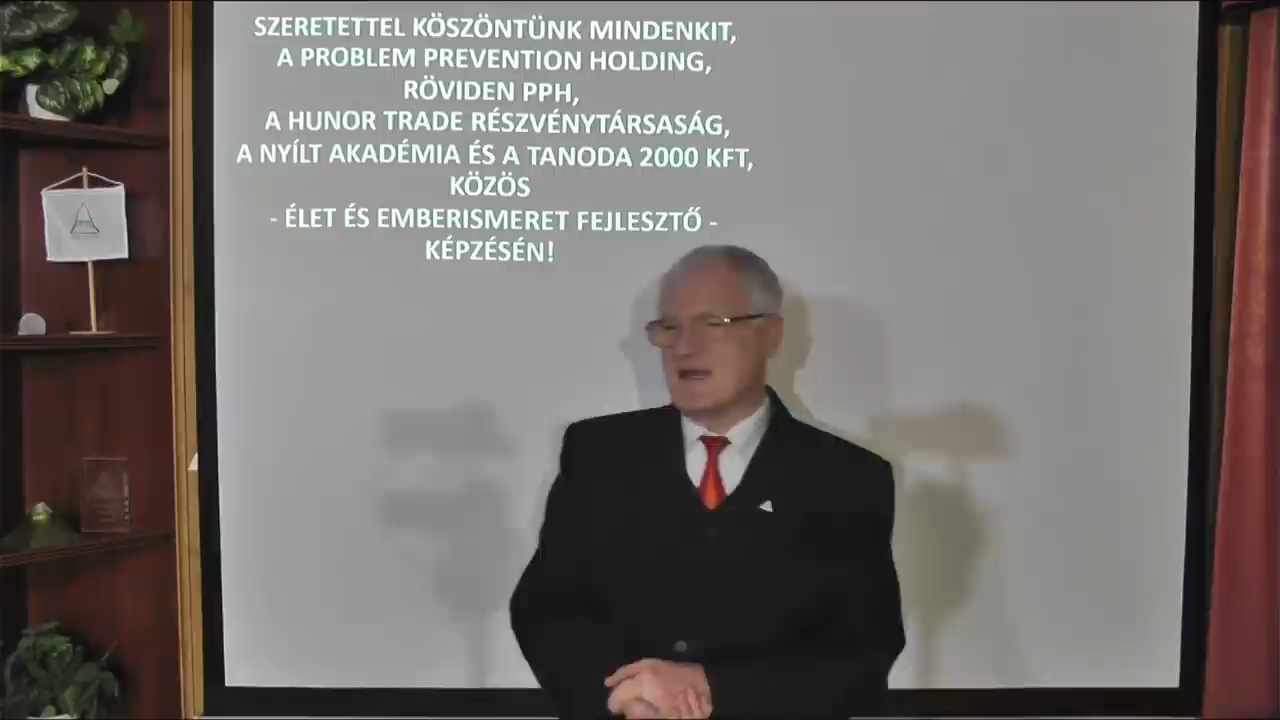 SZERETETTEL KÖSZÖNTÜNK MINDENKIT,
A PROBLEM PREVENTION HOLDING,
RÖVIDEN PPH,
A HUNOR TRADE RÉSZVÉNYTÁRSASÁG,
A NYÍLT AKADÉMIA ÉS A TANODA 2000 KFT,
KÖZÖS
- ÉLET ÉS EMBERISMERET FEJLESZTŐ -
KÉPZÉSÉN!